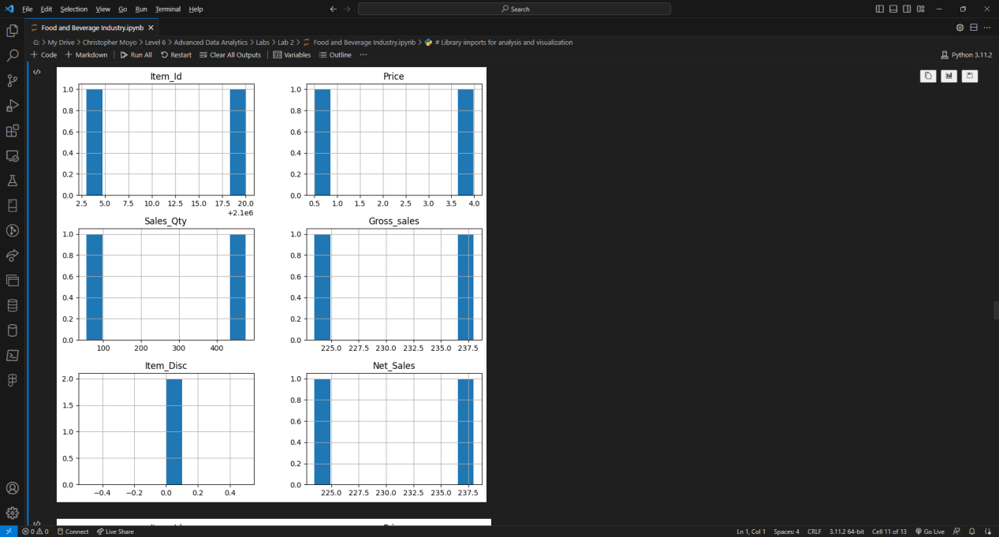 File Edit Selection View Go Run Terminal Help
Search
Food and Beverage Industry.ipynb
G: > My Drive > Christopher Moyo > Level 6 > Advanced Data Analytics > Labs > Lab 2 > Food and Beverage Industry.ipynb > # Library imports for analysis and visualization
+ Code + Markdown Run All Restart Clear All Outputs Variables Outline ... Python 3.11.2
Item_Id Price
1.0 1.0
0.8 0.8
0.6 0.6
0.4 0.4
0.2 0.2
0.0 0.0
2.5 5.0 7.5 10.0 12.5 15.0 17.5 20.0 0.5 1.0 1.5 2.0 2.5 3.0 3.5 4.0
+2.1e6
Sales_Qty Gross_sales
1.0 1.0
0.8 0.8
0.6 0.6
0.4 0.4
0.2 0.2
0.0 0.0
100 200 300 400 225.0 227.5 230.0 232.5 235.0 237.5
Item_Disc Net_Sales
2.0 1.0
1.5 0.8
1.0 0.6
0.5 0.4
0.0 0.2
0.0
−0.4 −0.2 0.0 0.2 0.4 225.0 227.5 230.0 232.5 235.0 237.5
0 0 Connect Live Share Ln 1, Col 1 Spaces: 4 CRLF 3.11.2 64-bit Cell 11 of 13 Go Live